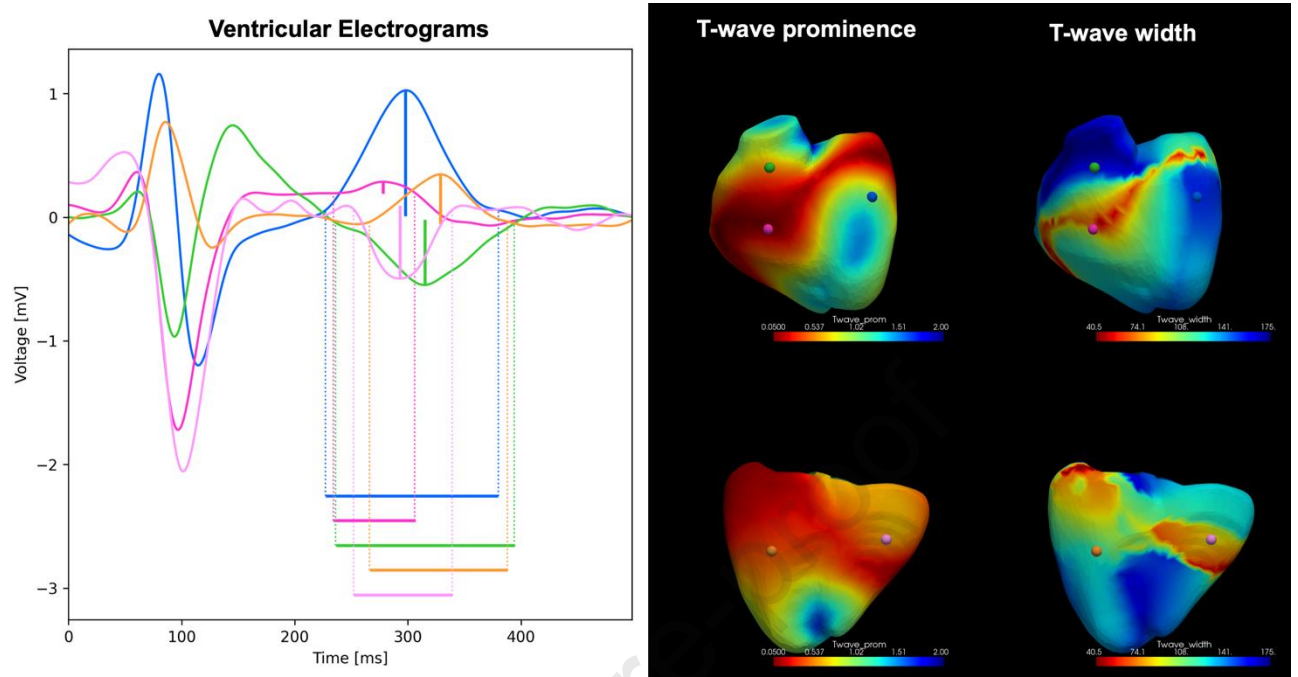 Ventricular Electrograms
Voltage [mV]
1
0
−1
−2
−3
0
100
200
300
400
Time [ms]
T-wave prominence
T-wave width
Twave_prom
0.0500 0.537 1.02 1.51 2.00
Twave_width
40.5 74.1 108. 141. 175.
Twave_prom
0.0500 0.537 1.02 1.51 2.00
Twave_width
40.5 74.1 108. 141. 175.